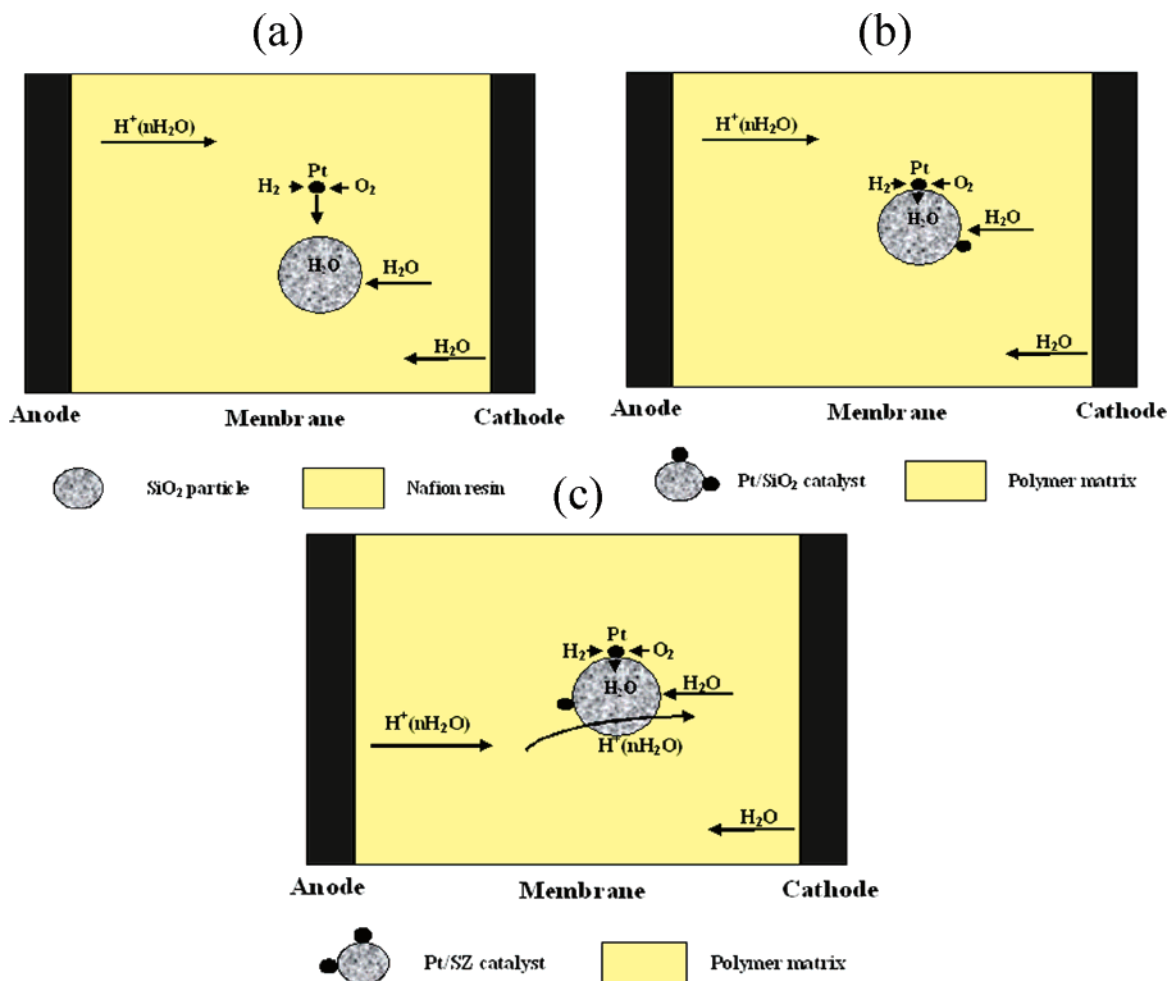 (a)
H⁺(nH₂O)
Pt
H₂ O₂
H₂O
H₂O
H₂O
Anode Membrane Cathode
SiO₂ particle Nafion resin
(b)
H⁺(nH₂O)
Pt
H₂ O₂
H₂O
H₂O
H₂O
Anode Membrane Cathode
Pt/SiO₂ catalyst Polymer matrix
(c)
Pt
H₂ O₂
H₂O
H₂O
H⁺(nH₂O)
H⁺(nH₂O)
H₂O
Anode Membrane Cathode
Pt/SZ catalyst Polymer matrix